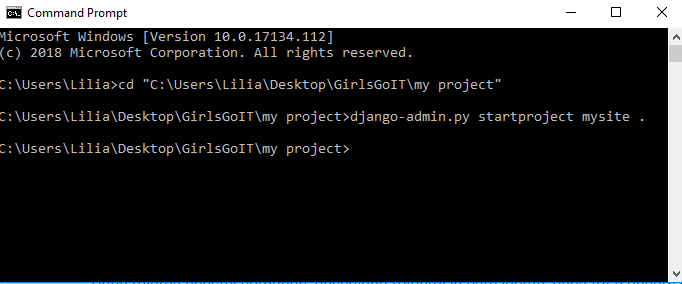 Command Prompt
Microsoft Windows [Version 10.0.17134.112]
(c) 2018 Microsoft Corporation. All rights reserved.
C:\Users\Lilia>cd "C:\Users\Lilia\Desktop\GirlsGoIT\my project"
C:\Users\Lilia\Desktop\GirlsGoIT\my project>django-admin.py startproject mysite .
C:\Users\Lilia\Desktop\GirlsGoIT\my project>